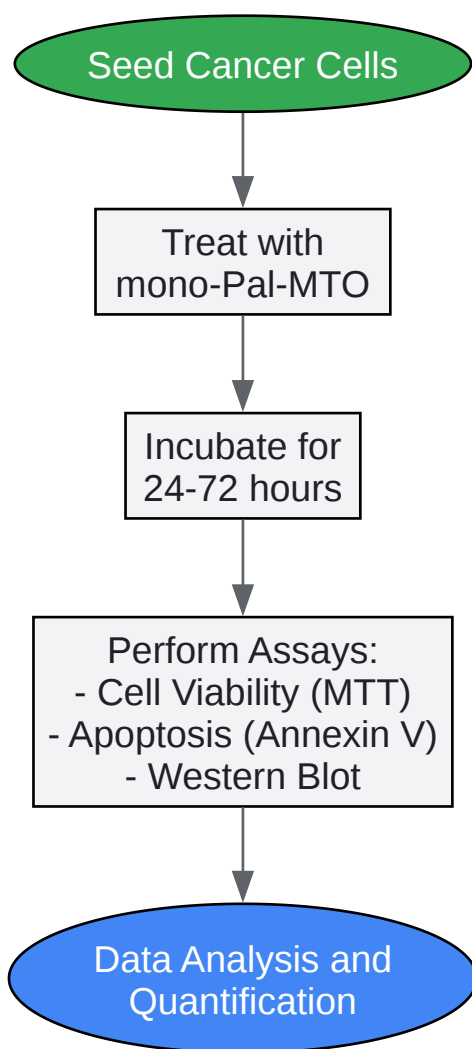 Seed Cancer Cells
Treat with
mono-Pal-MTO
Incubate for
24-72 hours
Perform Assays:
- Cell Viability (MTT)
- Apoptosis (Annexin V)
- Western Blot
Data Analysis and
Quantification